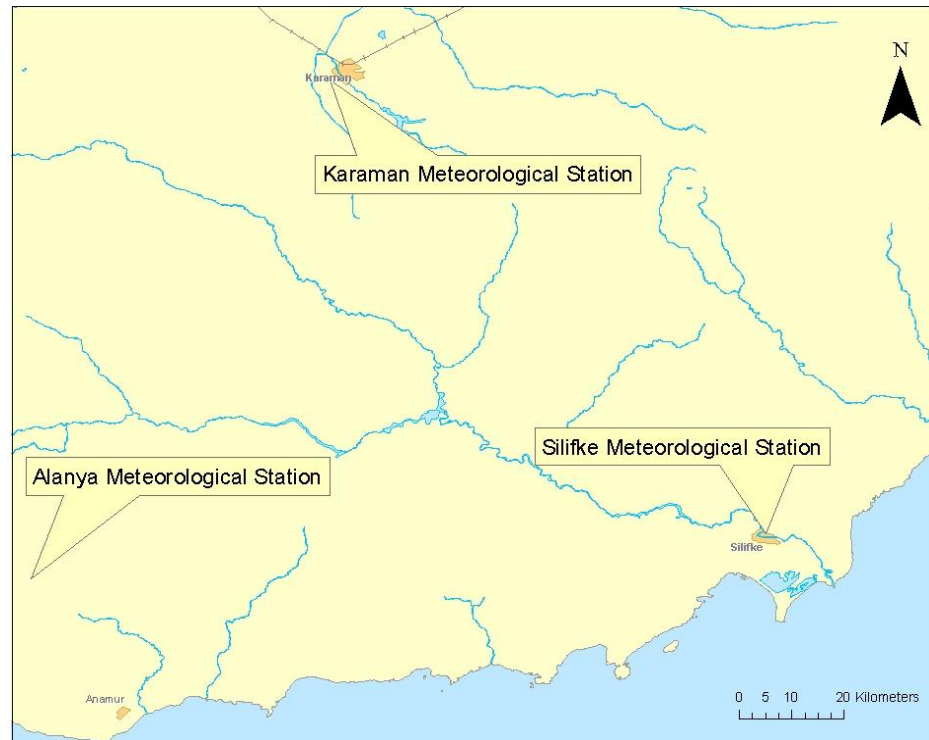 N
Karaman
Karaman Meteorological Station
Silifke Meteorological Station
Alanya Meteorological Station
Silifke
Anamur
0 5 10 20 Kilometers